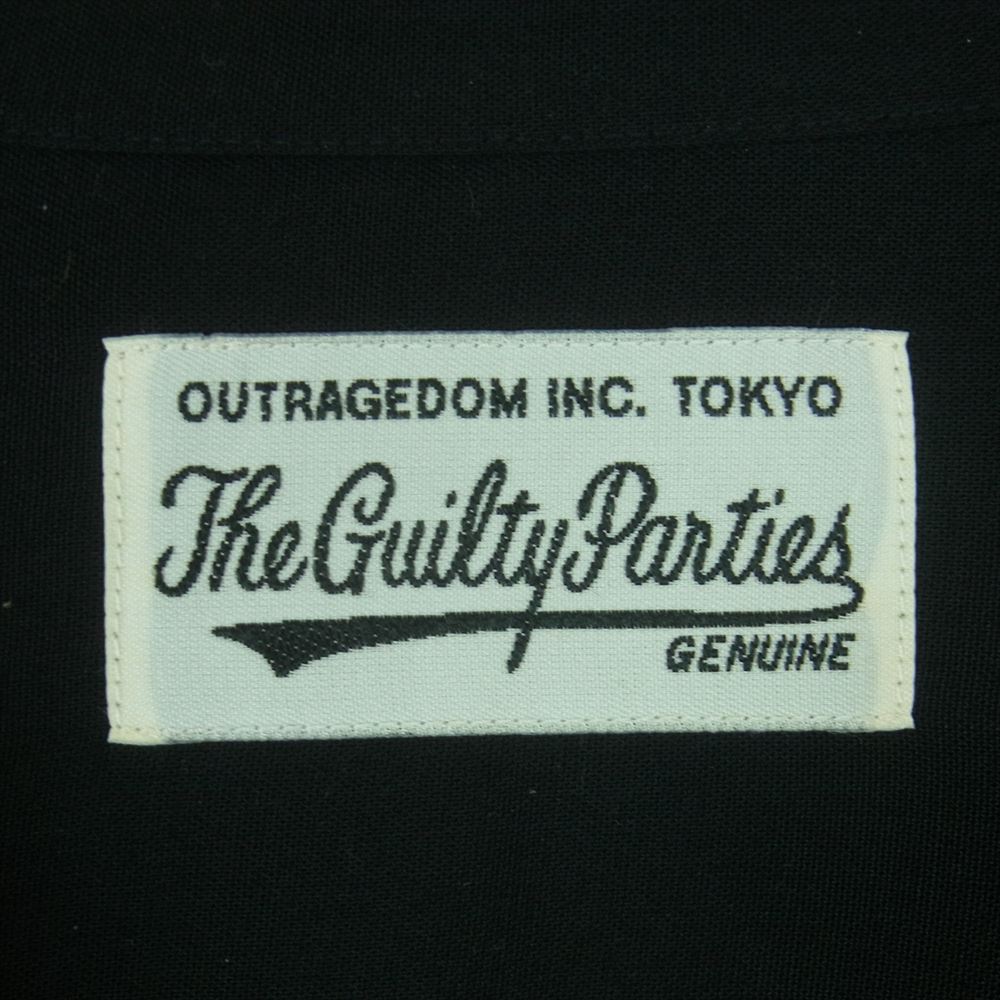 OUTRAGEDOM INC. TOKYO
The Guilty Parties
GENUINE